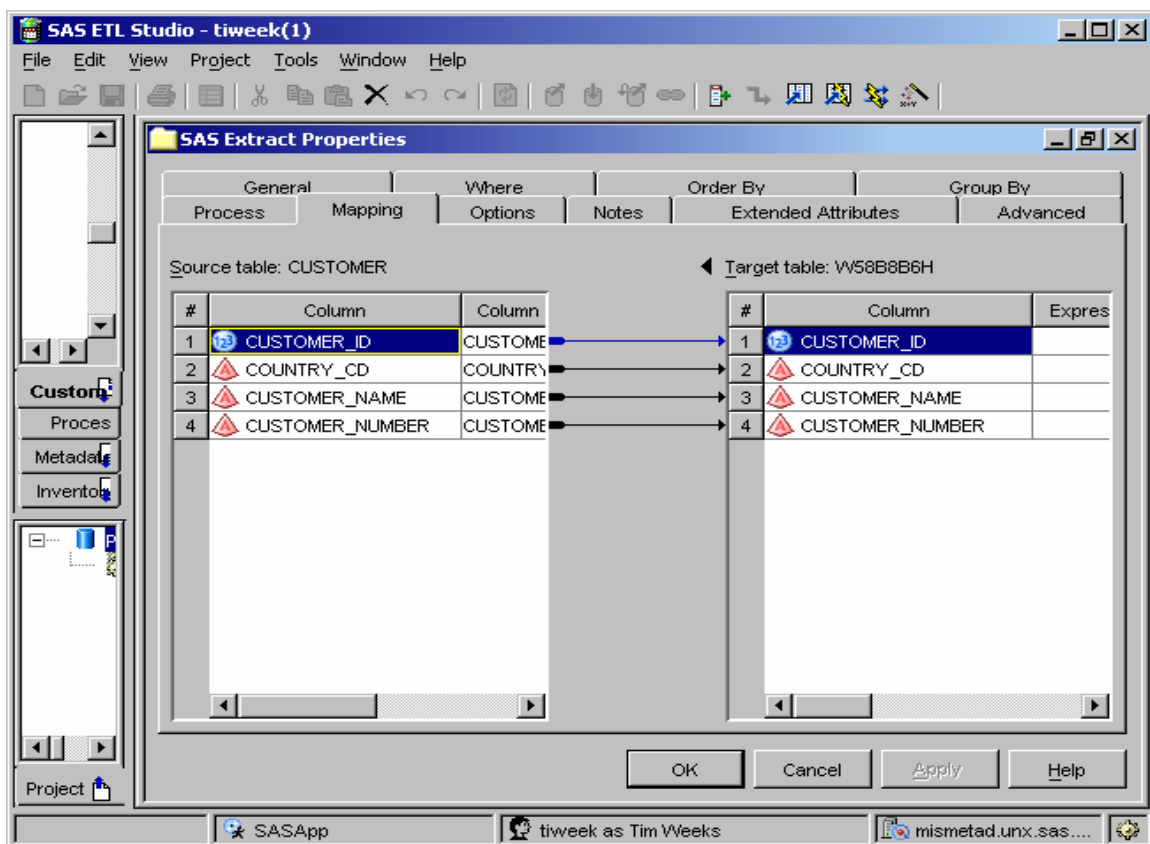 SAS ETL Studio - tiweek(1)
File Edit View Project Tools Window Help
SAS Extract Properties
General Where Order By Group By
Process Mapping Options Notes Extended Attributes Advanced
Source table: CUSTOMER
Target table: W58B8B6H
# Column Column
1 CUSTOMER_ID CUSTOME
2 COUNTRY_CD COUNTRY
3 CUSTOMER_NAME CUSTOME
4 CUSTOMER_NUMBER CUSTOME
# Column Expres
1 CUSTOMER_ID
2 COUNTRY_CD
3 CUSTOMER_NAME
4 CUSTOMER_NUMBER
Custom
Proces
Metada
Invento
P
Project
OK Cancel Apply Help
SASApp tiweek as Tim Weeks mismetad.unx.sas....